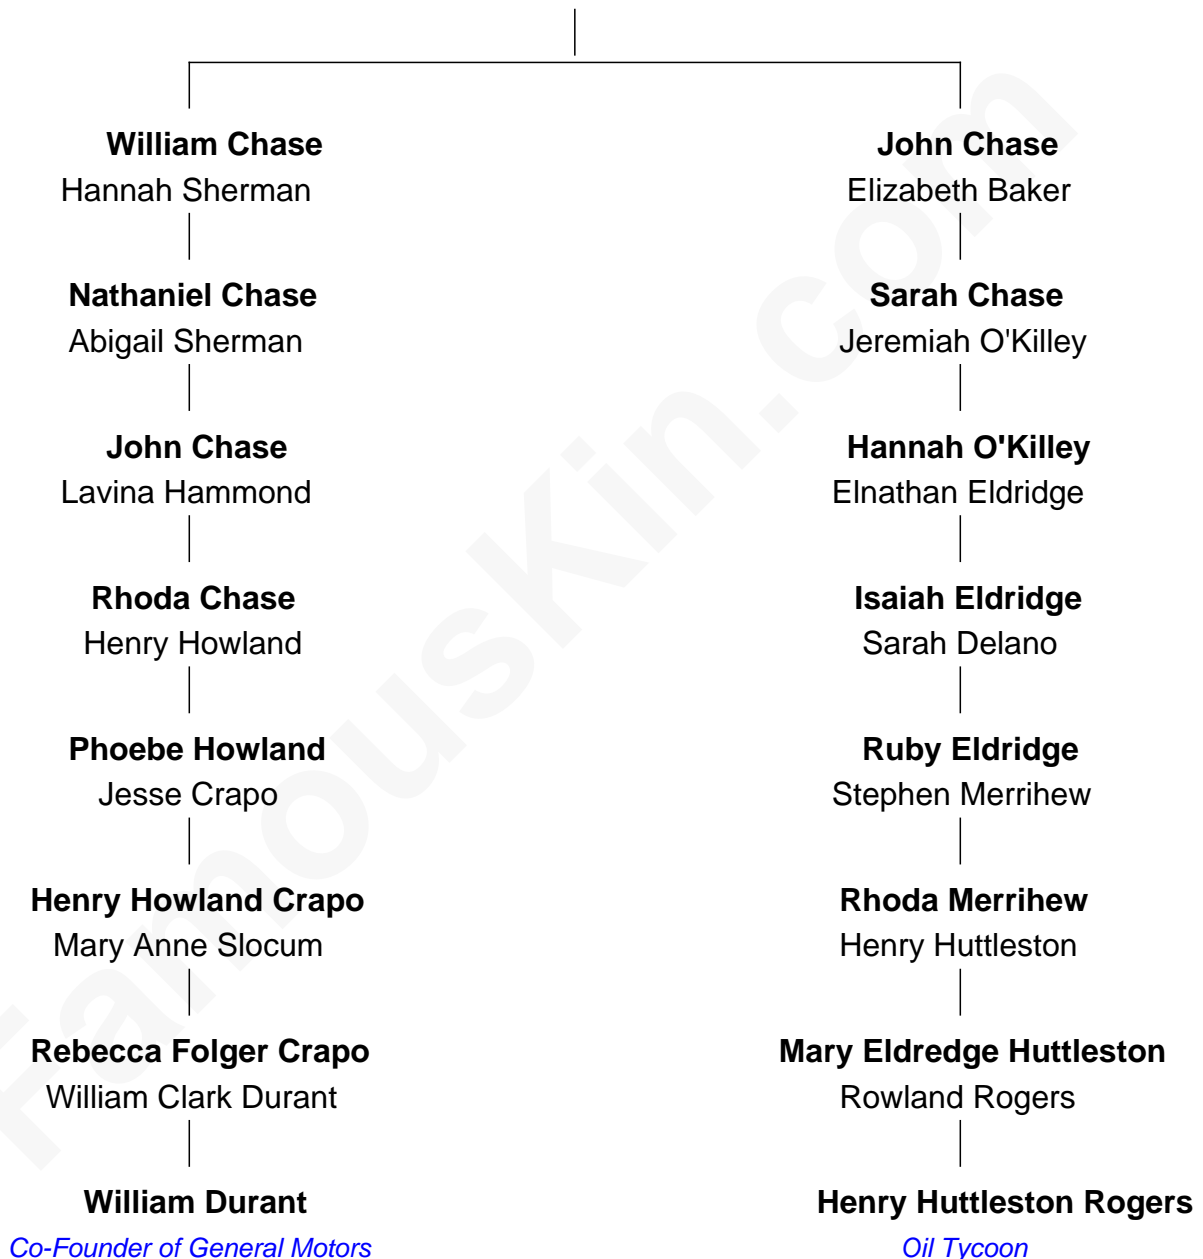 William Chase
Hannah Sherman
Nathaniel Chase
Abigail Sherman
John Chase
Lavina Hammond
Rhoda Chase
Henry Howland
Phoebe Howland
Jesse Crapo
Henry Howland Crapo
Mary Anne Slocum
Rebecca Folger Crapo
William Clark Durant
William Durant
Co-Founder of General Motors
John Chase
Elizabeth Baker
Sarah Chase
Jeremiah O'Killey
Hannah O'Killey
Elnathan Eldridge
Isaiah Eldridge
Sarah Delano
Ruby Eldridge
Stephen Merrihew
Rhoda Merrihew
Henry Huttleston
Mary Eldredge Huttleston
Rowland Rogers
Henry Huttleston Rogers
Oil Tycoon
FamousKin.com